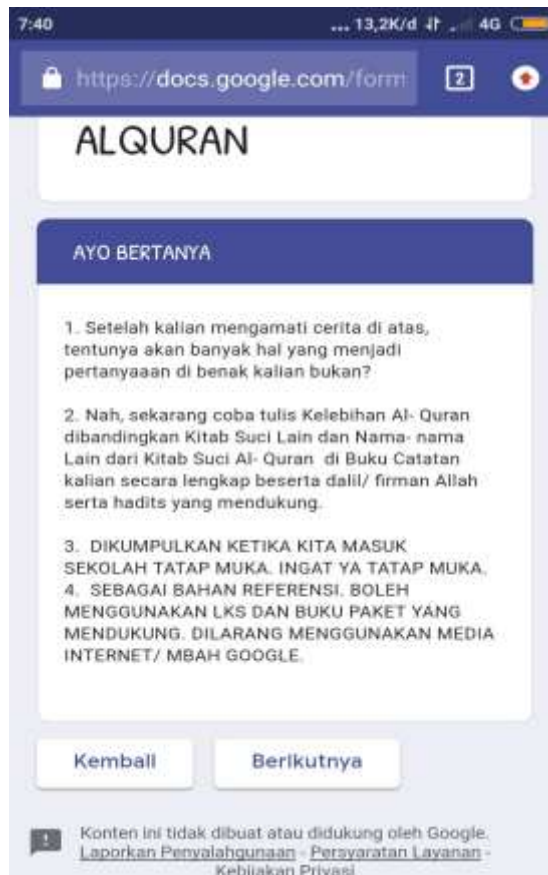 7:40
... 13,2K/d 4G
https://docs.google.com/form
2
ALQURAN
AYO BERTANYA
1. Setelah kalian mengamati cerita di atas,
tentunya akan banyak hal yang menjadi
pertanyaaan di benak kalian bukan?
2. Nah, sekarang coba tulis Kelebihan Al- Quran
dibandingkan Kitab Suci Lain dan Nama- nama
Lain dari Kitab Suci Al- Quran di Buku Catatan
kalian secara lengkap beserta dalil/ firman Allah
serta hadits yang mendukung.
3. DIKUMPULKAN KETIKA KITA MASUK
SEKOLAH TATAP MUKA. INGAT YA TATAP MUKA.
4. SEBAGAI BAHAN REFERENSI. BOLEH
MENGGUNAKAN LKS DAN BUKU PAKET YANG
MENDUKUNG. DILARANG MENGGUNAKAN MEDIA
INTERNET/ MBAH GOOGLE.
Kembali
Berikutnya
Konten ini tidak dibuat atau didukung oleh Google.
Laporkan Penyalahgunaan - Persyaratan Layanan -
Kebijakan Privasi